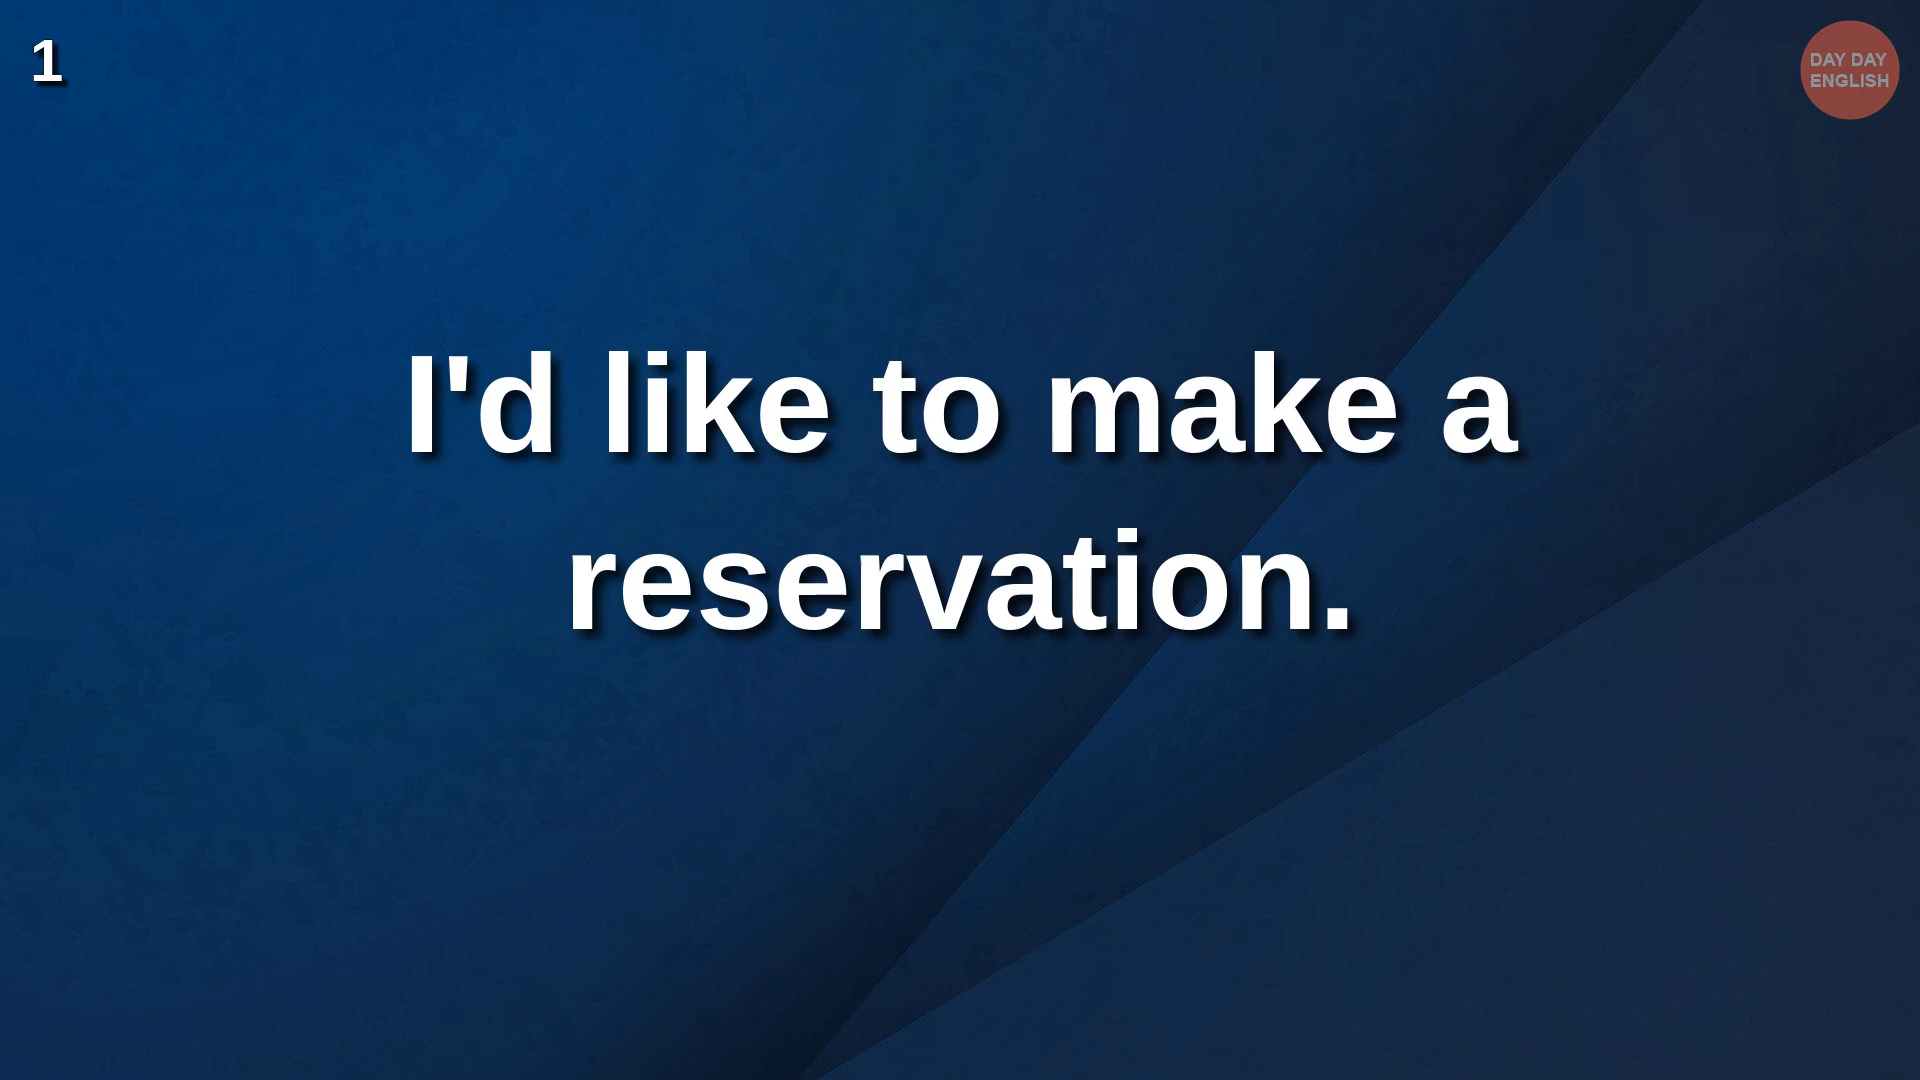 1
DAY DAY
ENGLISH
I'd like to make a
reservation.